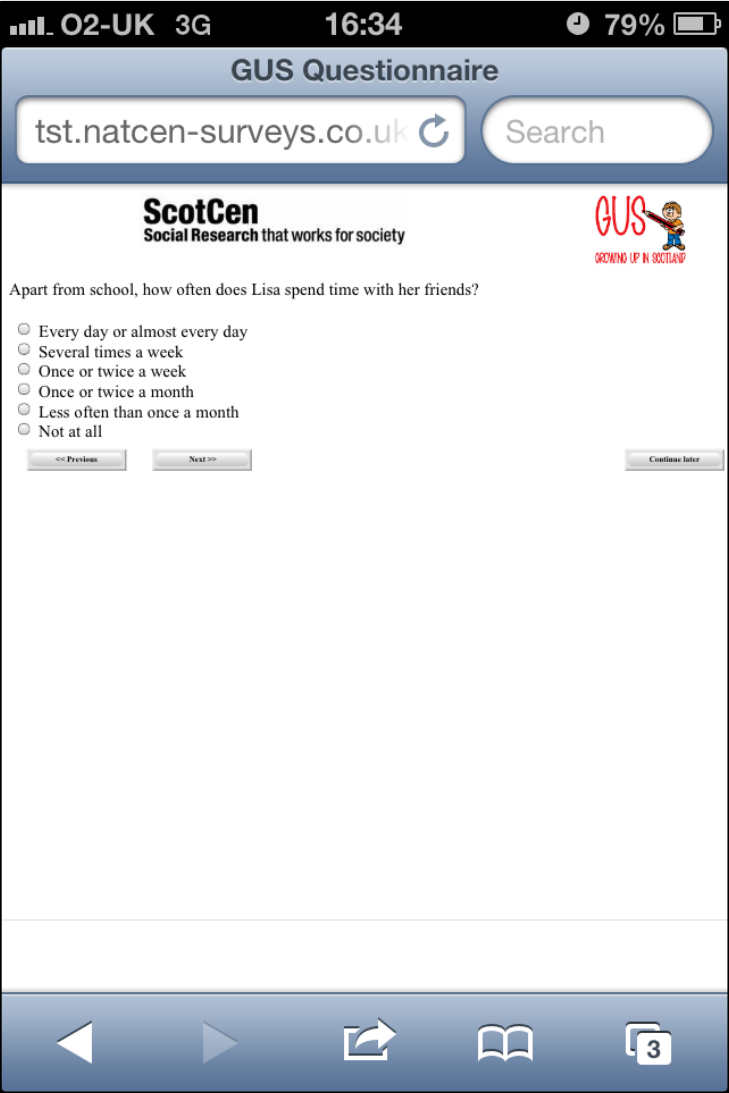 O2-UK 3G 16:34 79%
GUS Questionnaire
tst.natcen-surveys.co.uk Search
ScotCen
Social Research that works for society
GUS
GROWING UP IN SCOTLAND
Apart from school, how often does Lisa spend time with her friends?
Every day or almost every day
Several times a week
Once or twice a week
Once or twice a month
Less often than once a month
Not at all
<< Previous Next >> Continue later
3